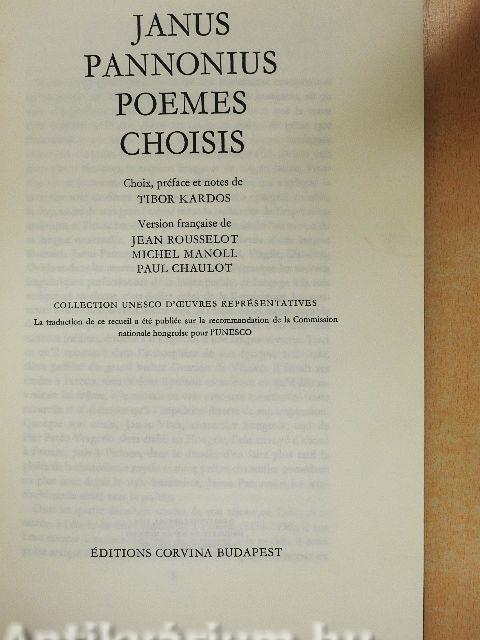 JANUS
PANNONIUS
POEMES
CHOISIS
Choix, préface et notes de
TIBOR KARDOS
Version française de
JEAN ROUSSELOT
MICHEL MANOLL
PAUL CHAULOT
COLLECTION UNESCO D'ŒUVRES REPRÉSENTATIVES
La traduction de ce recueil a été publiée sur la recommandation de la Commission
nationale hongroise pour l'UNESCO
ÉDITIONS CORVINA BUDAPEST
Antikvárium.hu